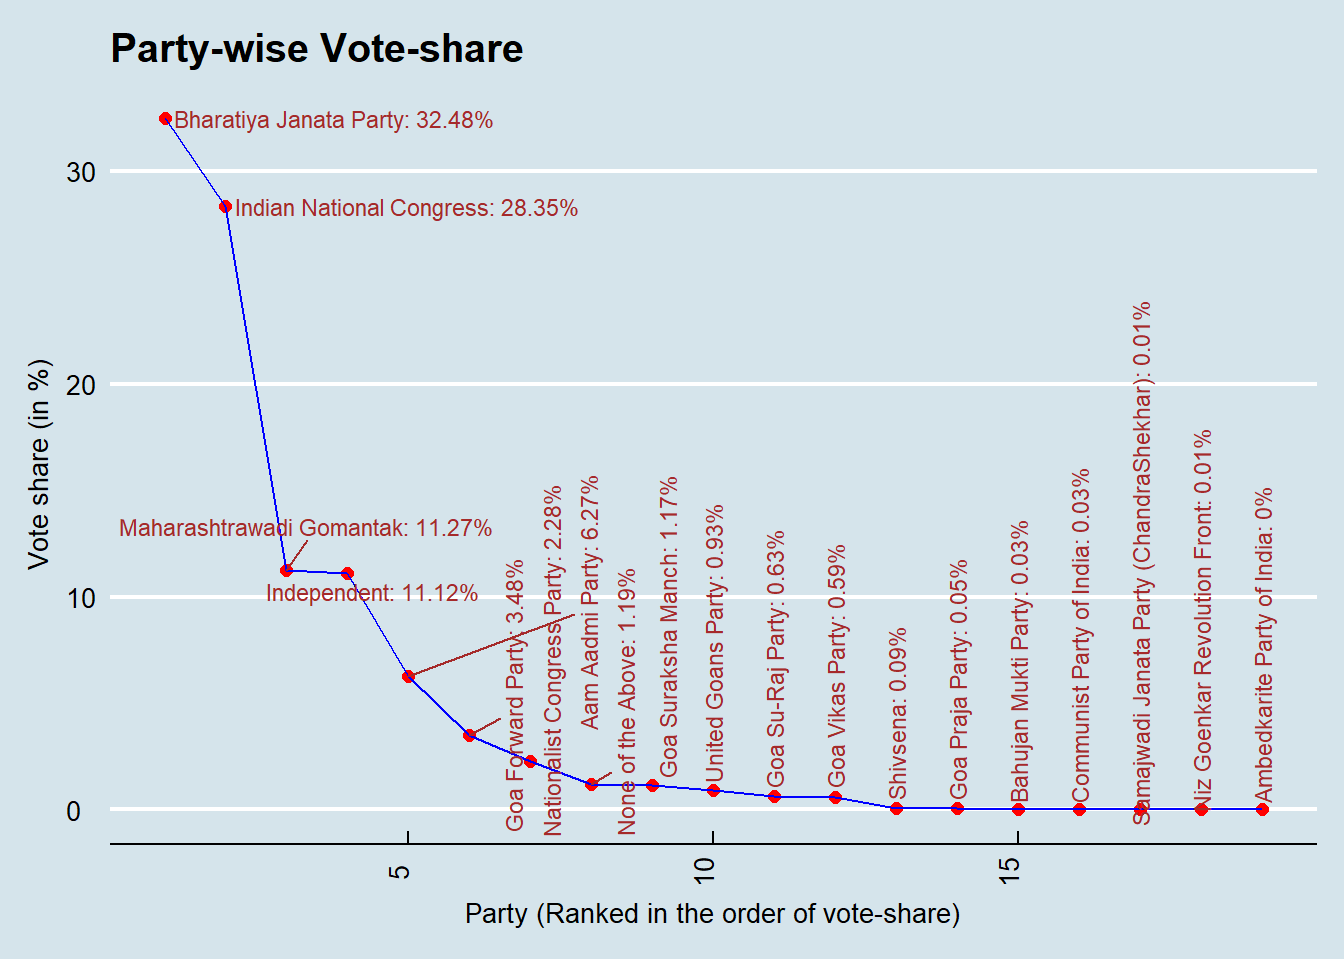 Party-wise Vote-share
Bharatiya Janata Party: 32.48%
30
Indian National Congress: 28.35%
20
Vote share (in %)
Maharashtrawadi Gomantak: 11.27%
Independent: 11.12%
10
Goa Forward Party: 3.48%
Nationalist Congress Party: 2.28%
Aam Aadmi Party: 6.27%
None of the Above: 1.19%
Goa Suraksha Manch: 1.17%
United Goans Party: 0.93%
Goa Su-Raj Party: 0.63%
Goa Vikas Party: 0.59%
Shivsena: 0.09%
Goa Praja Party: 0.05%
Bahujan Mukti Party: 0.03%
Communist Party of India: 0.03%
Samajwadi Janata Party (ChandraShekhar): 0.01%
Niz Goenkar Revolution Front: 0.01%
Ambedkarite Party of India: 0%
0
5
10
15
Party (Ranked in the order of vote-share)